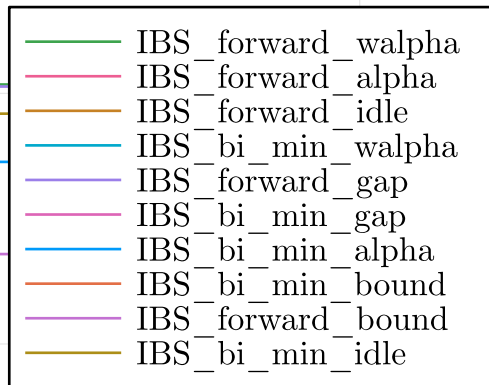 IBS_forward_walpha
IBS_forward_alpha
IBS_forward_idle
IBS_bi_min_walpha
IBS_forward_gap
IBS_bi_min_gap
IBS_bi_min_alpha
IBS_bi_min_bound
IBS_forward_bound
IBS_bi_min_idle